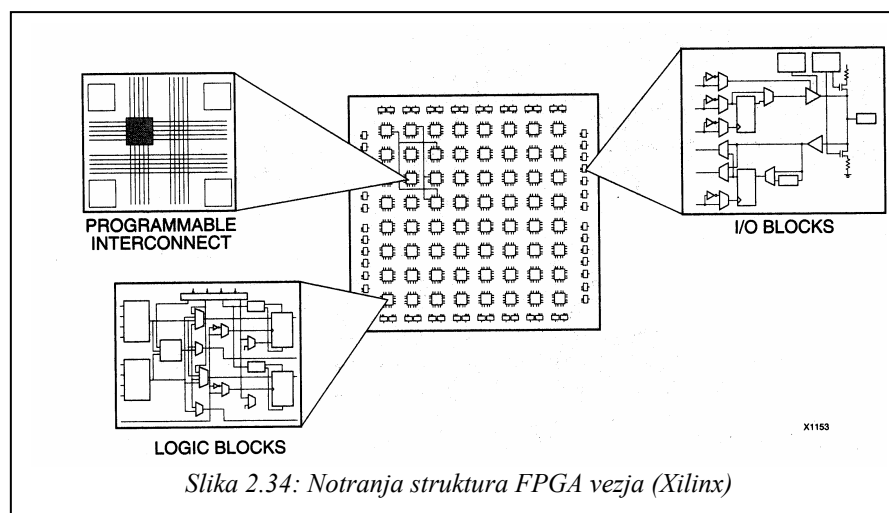 PROGRAMMABLE
INTERCONNECT
I/O BLOCKS
LOGIC BLOCKS
X1153
Slika 2.34: Notranja struktura FPGA vezja (Xilinx)